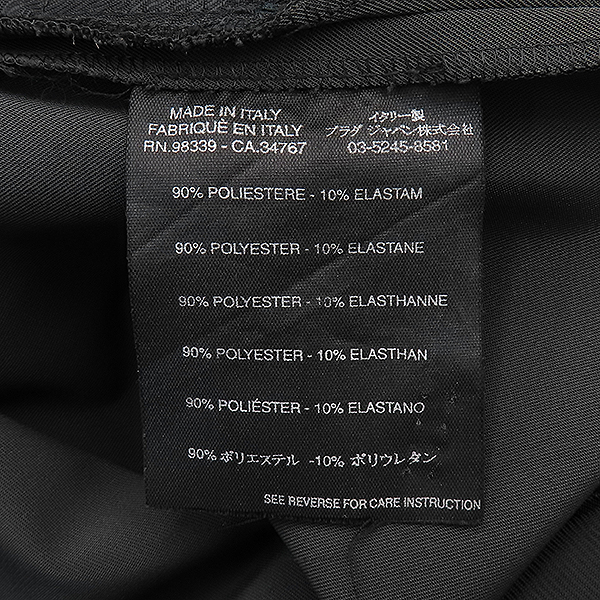 MADE IN ITALY
FABRIQUÉ EN ITALY
RN.98339 - CA.34767
イタリー製
プラダ ジャパン株式会社
03-5245-8581
90% POLIESTERE - 10% ELASTAM
90% POLYESTER - 10% ELASTANE
90% POLYESTER - 10% ELASTHANNE
90% POLYESTER - 10% ELASTHAN
90% POLIÉSTER - 10% ELASTANO
90% ポリエステル -10% ポリウレタン
SEE REVERSE FOR CARE INSTRUCTION